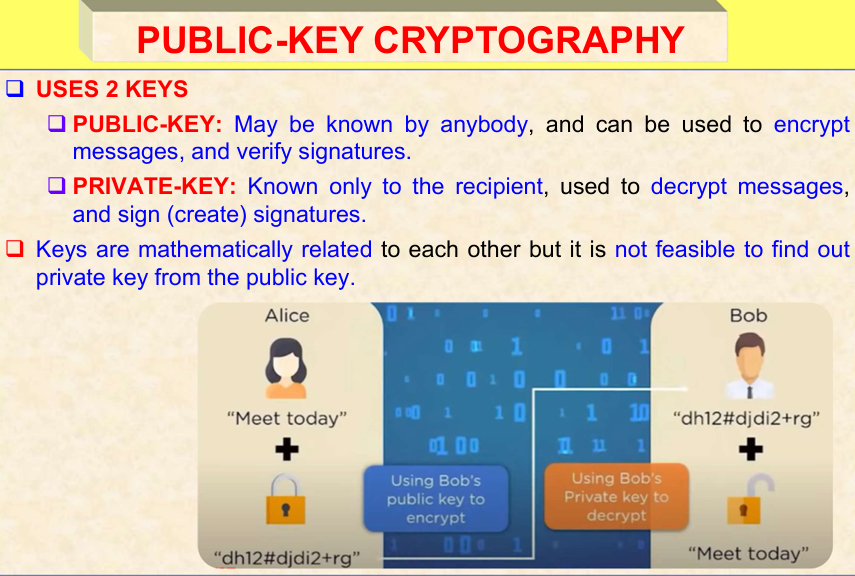 PUBLIC-KEY CRYPTOGRAPHY
USES 2 KEYS
PUBLIC-KEY: May be known by anybody, and can be used to encrypt
messages, and verify signatures.
PRIVATE-KEY: Known only to the recipient, used to decrypt messages,
and sign (create) signatures.
Keys are mathematically related to each other but it is not feasible to find out
private key from the public key.
Alice
Bob
“Meet today”
“dh12#djdi2+rg”
Using Bob's
public key to
encrypt
Using Bob's
Private key to
decrypt
“dh12#djdi2+rg”
“Meet today”